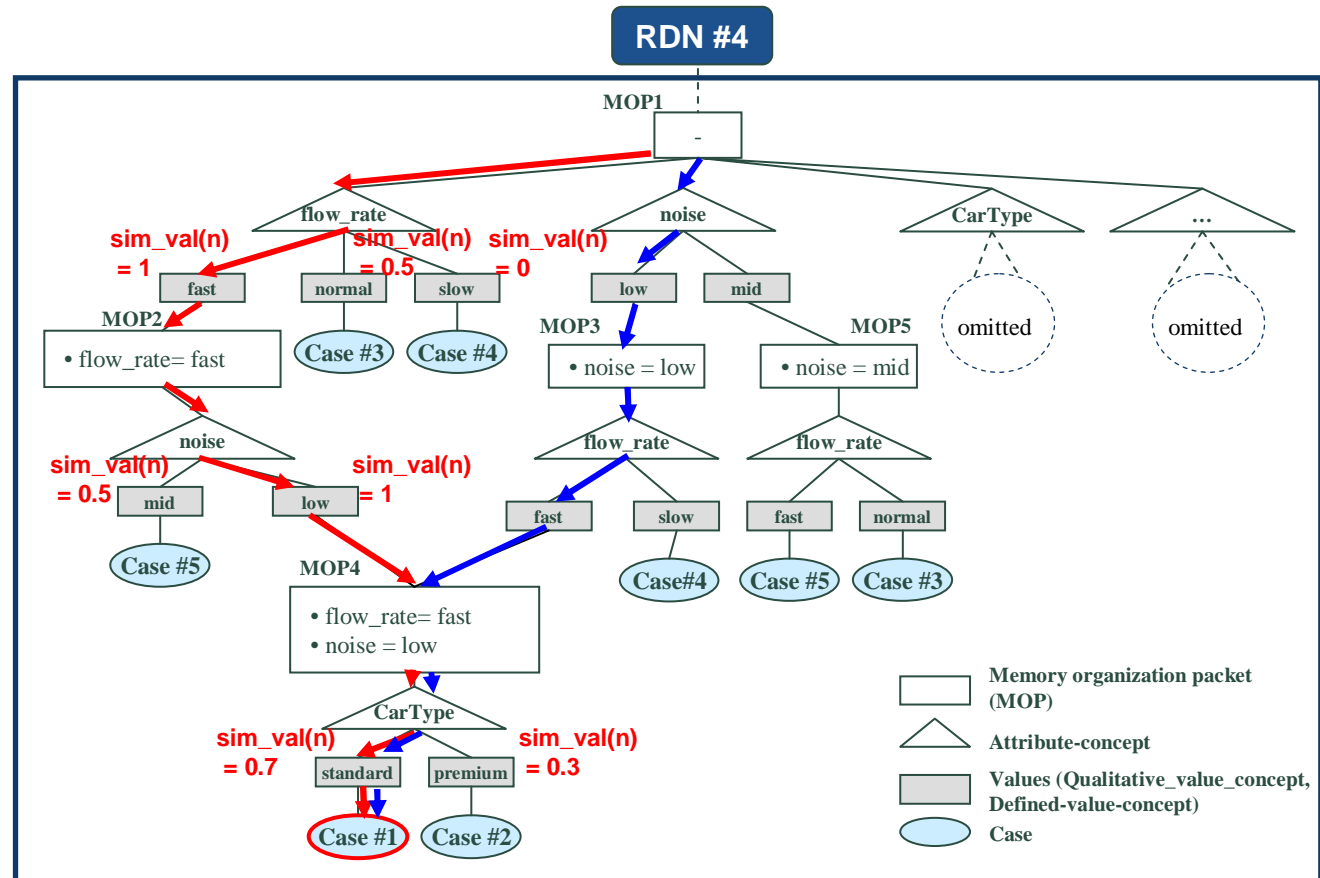 RDN #4
MOP1
-
flow_rate
noise
CarType
...
sim_val(n)
= 1
sim_val(n)
= 0.5
sim_val(n)
= 0
fast
normal
slow
low
mid
MOP2
• flow_rate= fast
Case #3
Case #4
MOP3
• noise = low
MOP5
• noise = mid
omitted
omitted
noise
flow_rate
flow_rate
sim_val(n)
= 0.5
sim_val(n)
= 1
mid
low
fast
slow
fast
normal
Case #5
Case#4
Case #5
Case #3
MOP4
• flow_rate= fast
• noise = low
CarType
sim_val(n)
= 0.7
sim_val(n)
= 0.3
standard
premium
Case #1
Case #2
Memory organization packet
(MOP)
Attribute-concept
Values (Qualitative_value_concept,
Defined-value-concept)
Case